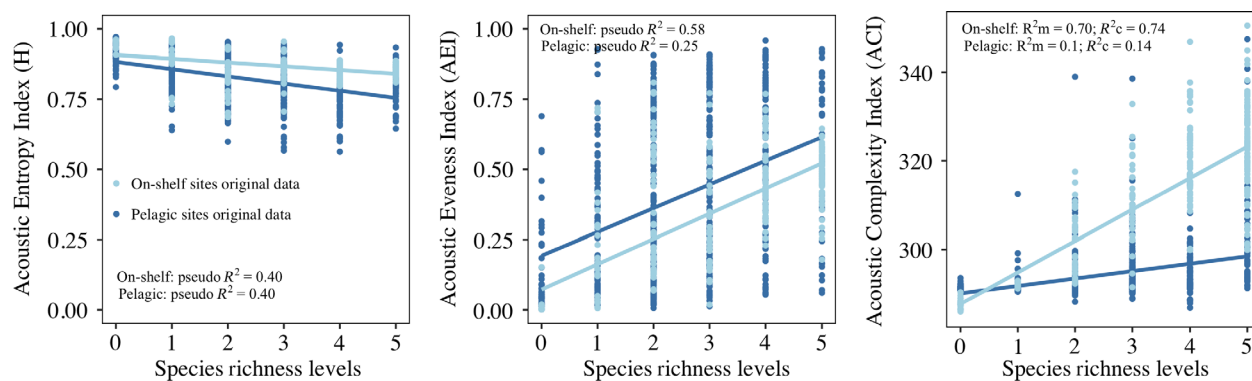 Acoustic Entropy Index (H)
1.00
0.75
0.50
0.25
0.00
On-shelf sites original data
Pelagic sites original data
On-shelf: pseudo R² = 0.40
Pelagic: pseudo R² = 0.40
0 1 2 3 4 5
Species richness levels
Acoustic Eveness Index (AEI)
On-shelf: pseudo R² = 0.58
Pelagic: pseudo R² = 0.25
1.00
0.75
0.50
0.25
0.00
0 1 2 3 4 5
Species richness levels
Acoustic Complexity Index (ACI)
On-shelf: R²m = 0.70; R²c = 0.74
Pelagic: R²m = 0.1; R²c = 0.14
340
320
300
0 1 2 3 4 5
Species richness levels